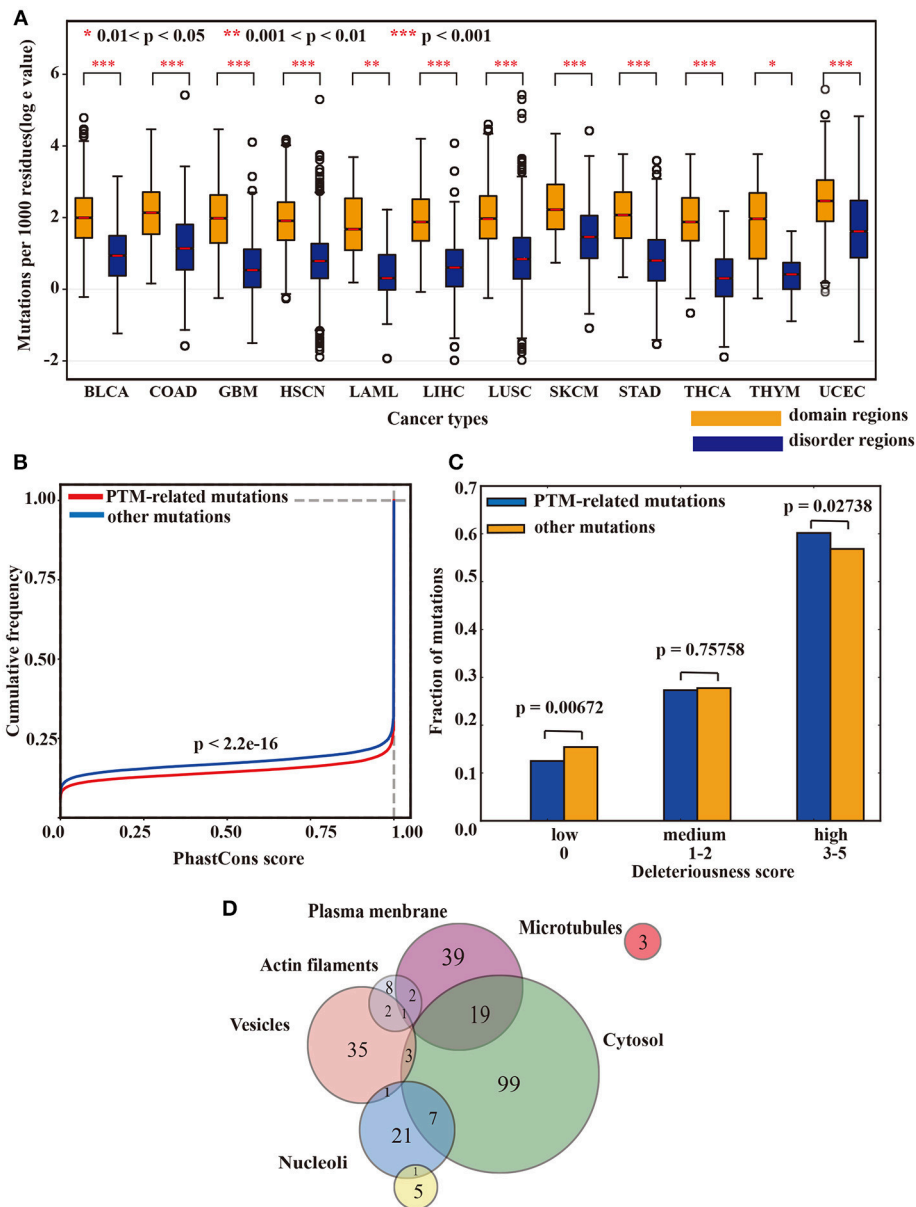 A
* 0.01< p < 0.05 ** 0.001 < p < 0.01 *** p < 0.001
*** *** *** *** ** *** *** *** *** *** * ***
Mutations per 1000 residues(log e value)
6
4
2
0
-2
BLCA COAD GBM HSCN LAML LIHC LUSC SKCM STAD THCA THYM UCEC
Cancer types
domain regions
disorder regions
B
PTM-related mutations
other mutations
Cumulative frequency
1.00
0.75
0.50
0.25
p < 2.2e-16
0.0 0.25 0.50 0.75 1.00
PhastCons score
C
PTM-related mutations
other mutations
Fraction of mutations
0.7
0.6
0.5
0.4
0.3
0.2
0.1
0.0
p = 0.00672
p = 0.75758
p = 0.02738
low medium high
0 1-2 3-5
Deleteriousness score
D
Plasma menbrane
Microtubules
Actin filaments
Vesicles
Cytosol
Nucleoli
39
3
8
2
2
1
19
35
3
99
1
7
21
1
5